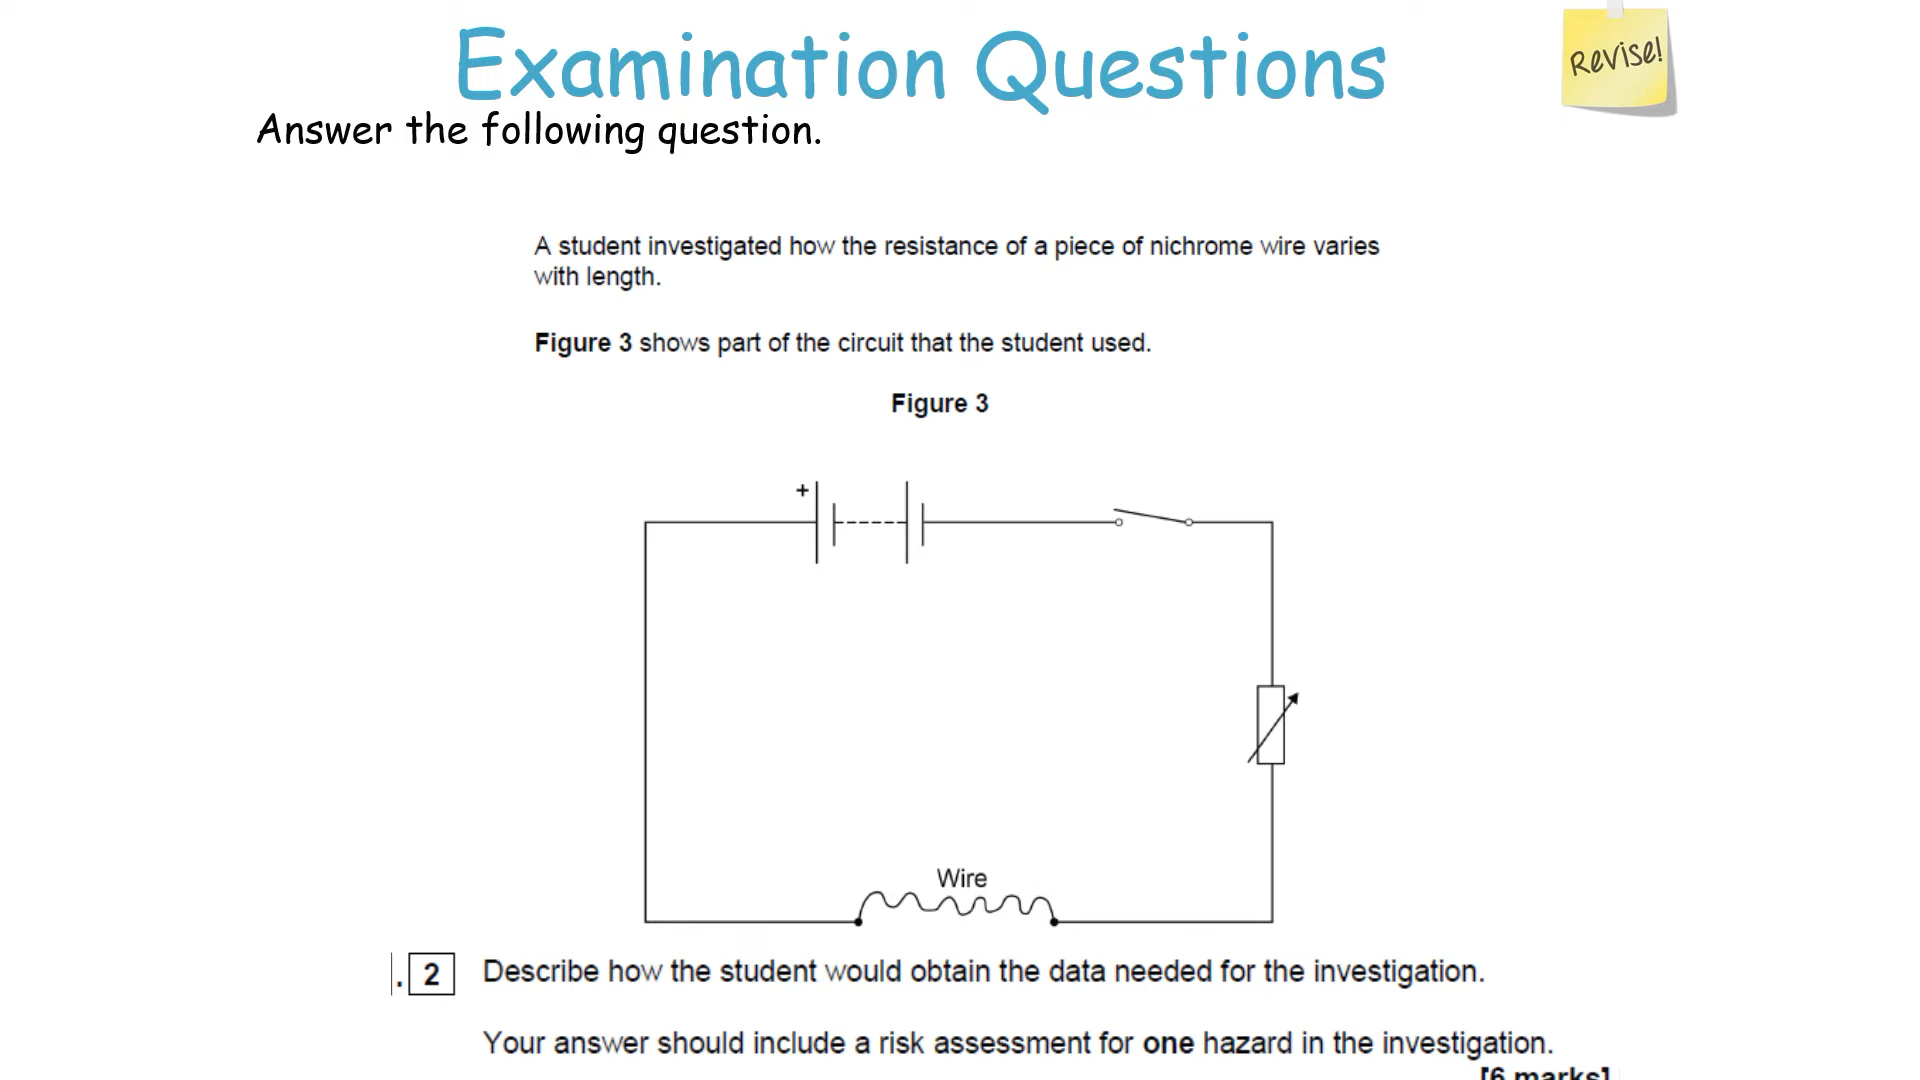 Examination Questions
Revise!
Answer the following question.
A student investigated how the resistance of a piece of nichrome wire varies
with length.
Figure 3 shows part of the circuit that the student used.
Figure 3
+
Wire
. 2 Describe how the student would obtain the data needed for the investigation.
Your answer should include a risk assessment for one hazard in the investigation.
[6 marks]